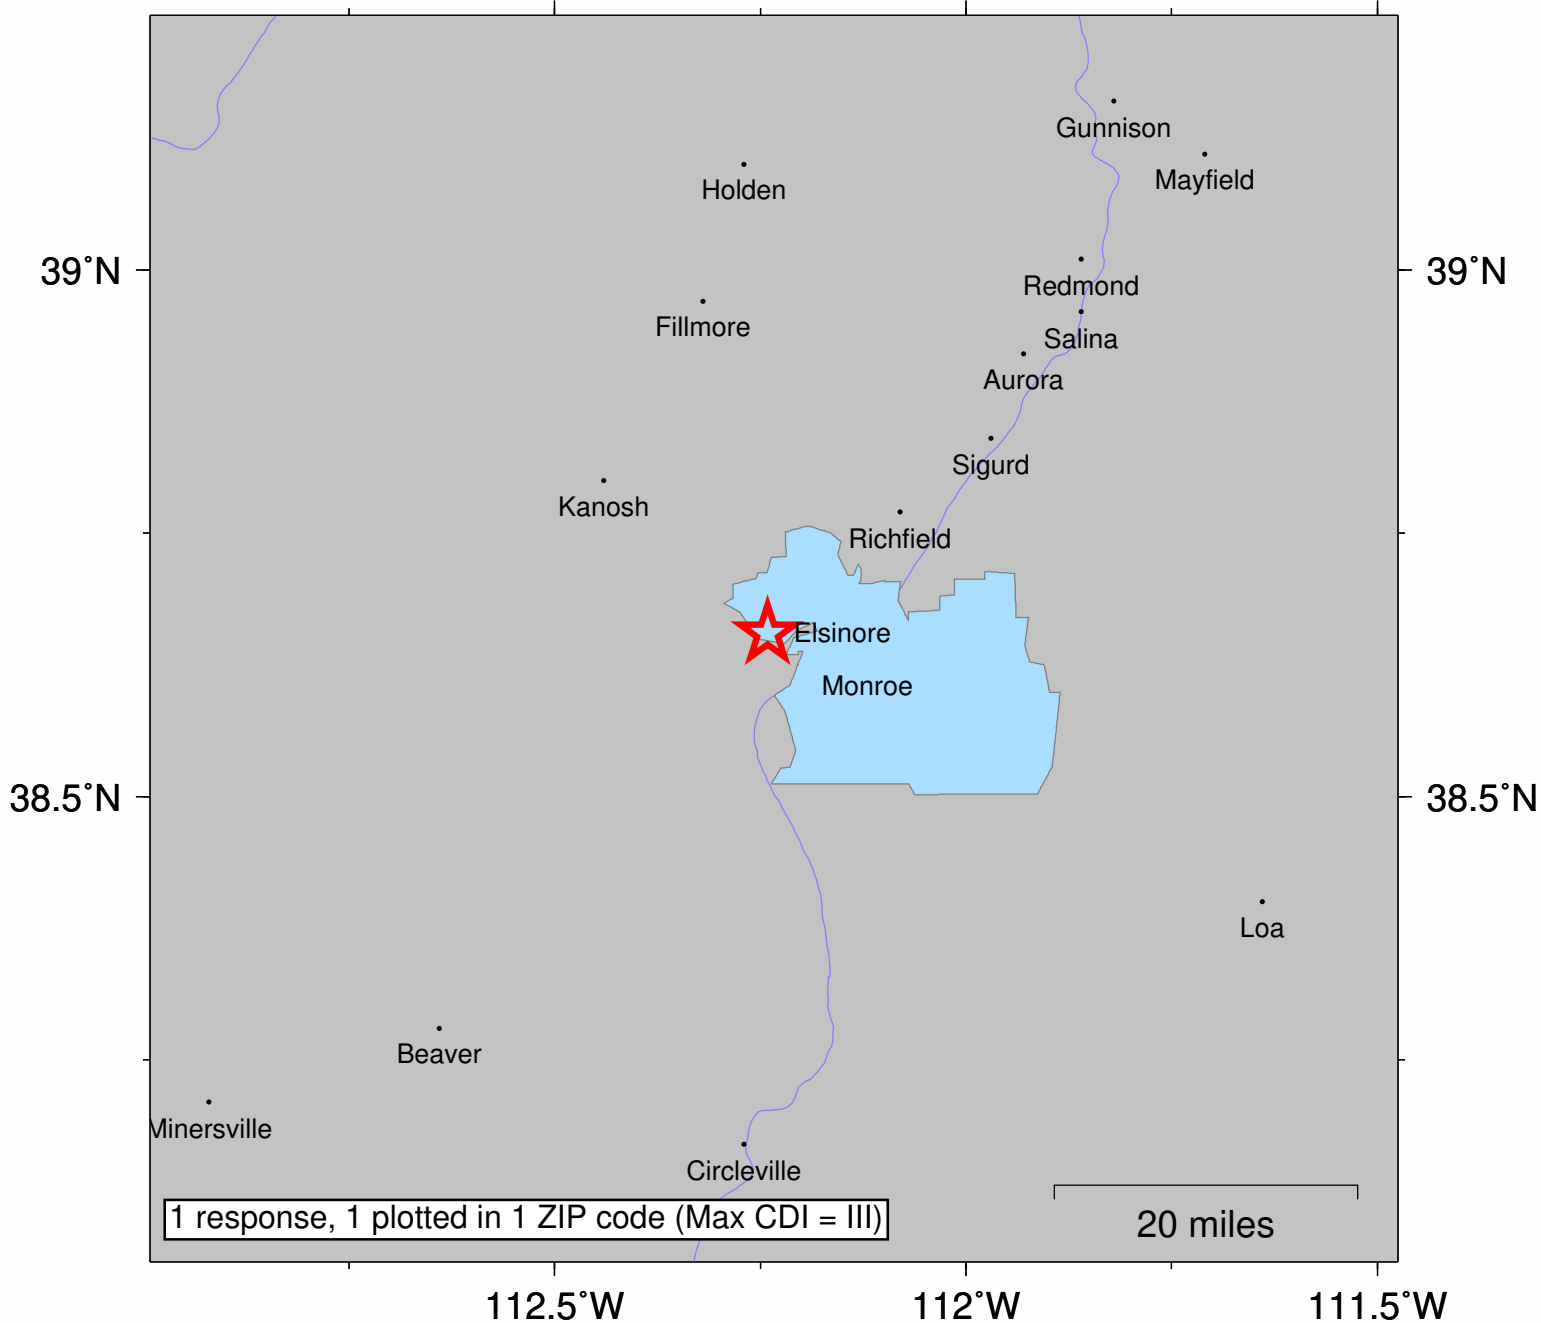 Gunnison
Mayfield
Holden
39°N
39°N
Redmond
Fillmore
Salina
Aurora
Sigurd
Kanosh
Richfield
Elsinore
Monroe
38.5°N
38.5°N
Loa
Beaver
Minersville
Circleville
1 response, 1 plotted in 1 ZIP code (Max CDI = III)
20 miles
112.5°W
112°W
111.5°W